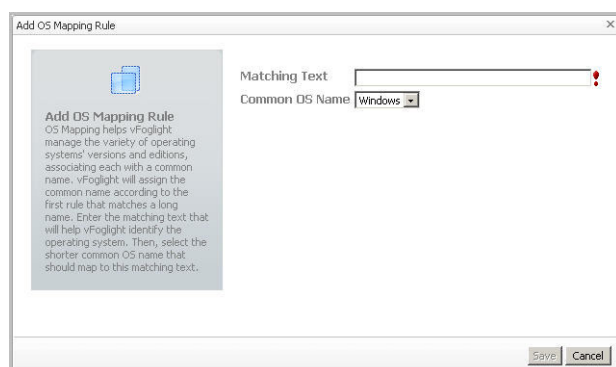 Add OS Mapping Rule
Add OS Mapping Rule
OS Mapping helps vFoglight
manage the variety of operating
systems' versions and editions,
associating each with a common
name. vFoglight will assign the
common name according to the
first rule that matches a long
name. Enter the matching text that
will help vFoglight identify the
operating system. Then, select the
shorter common OS name that
should map to this matching text.
Matching Text
Common OS Name Windows
Save Cancel